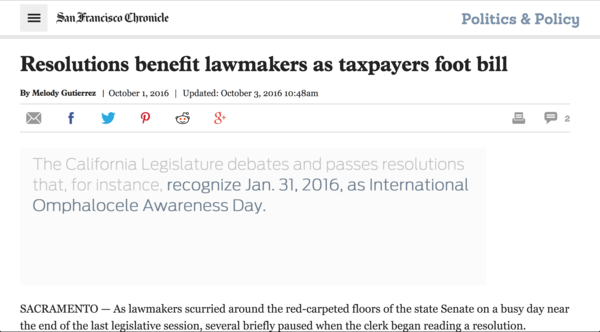 San Francisco Chronicle
Politics & Policy
Resolutions benefit lawmakers as taxpayers foot bill
By Melody Gutierrez | October 1, 2016 | Updated: October 3, 2016 10:48am
2
The California Legislature debates and passes resolutions
that, for instance, recognize Jan. 31, 2016, as International
Omphalocele Awareness Day.
SACRAMENTO — As lawmakers scurried around the red-carpeted floors of the state Senate on a busy day near
the end of the last legislative session, several briefly paused when the clerk began reading a resolution.